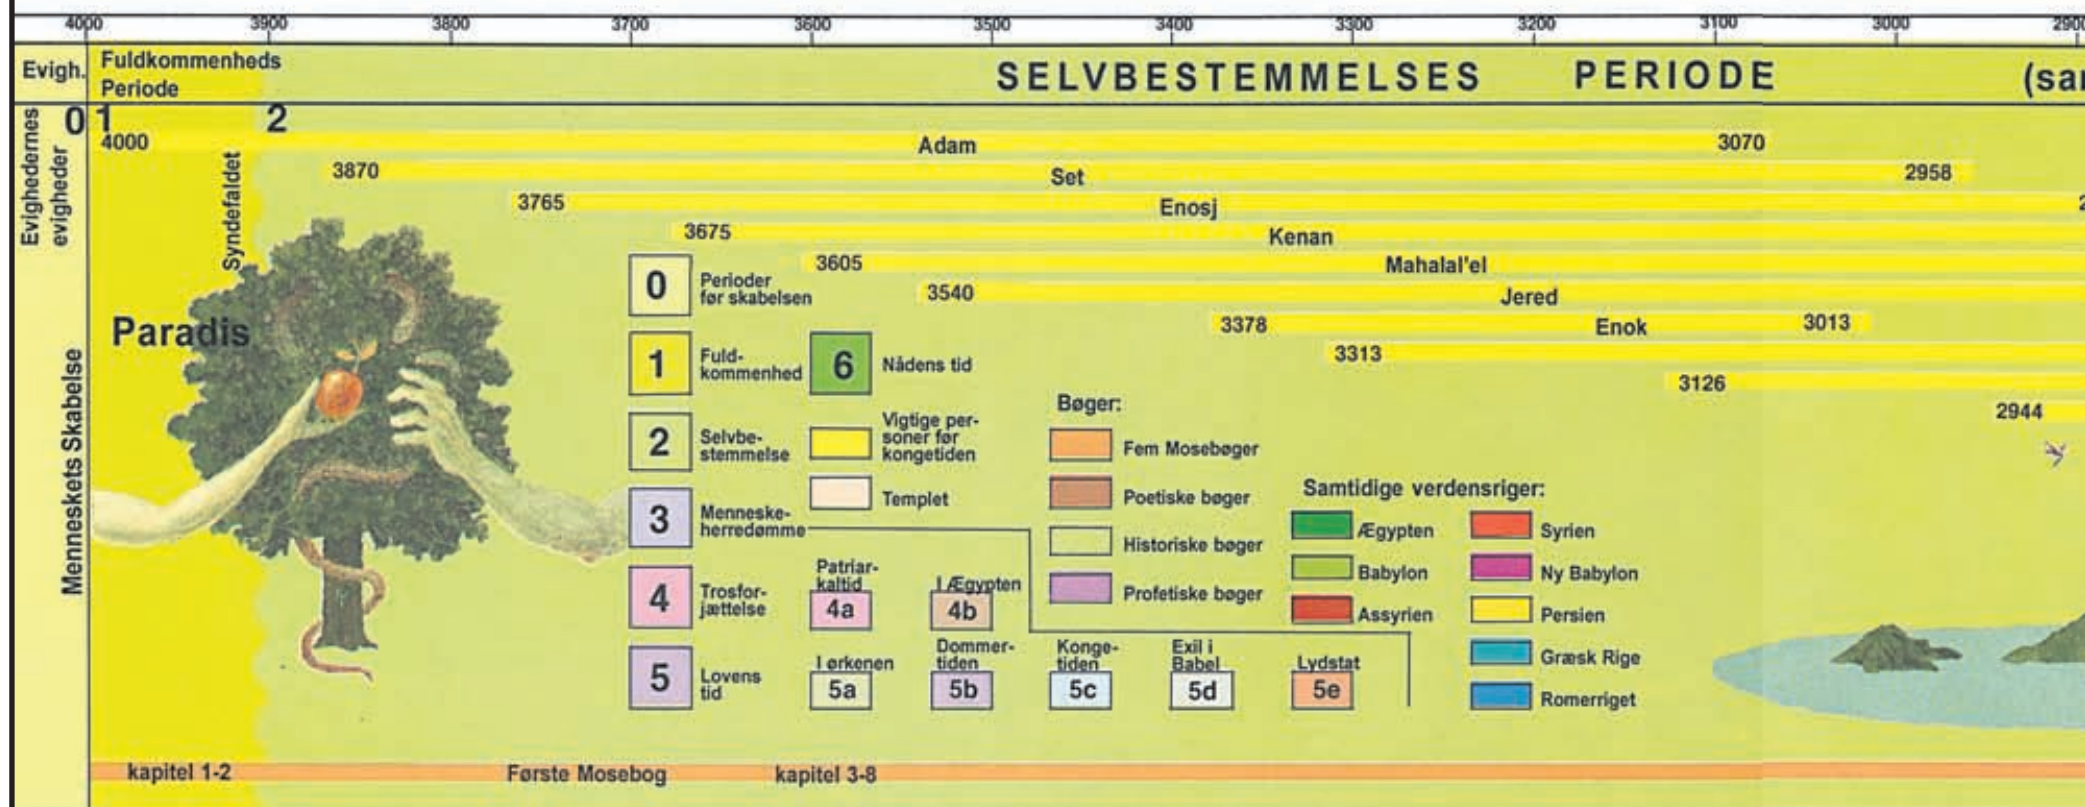 4000 3900 3800 3700 3600 3500 3400 3300 3200 3100 3000 2900
Evigh.
Fuldkommenheds
Periode
SELVBESTEMMELSES PERIODE (sa
0 1 2
Evighedernes
evigheder
Syndefaldet
4000 Adam 3070
3870 Set 2958
3765 Enosj 2
3675 Kenan
3605 Mahalal'el
3540 Jered
3378 Enok 3013
3313
3126
2944
Paradis
Menneskets Skabelse
0
Perioder
før skabelsen
1
Fuld-
kommenhed
2
Selvbe-
stemmelse
3
Menneske-
herredømme
4
Trosfor-
jættelse
5
Lovens
tid
6
Nådens tid
Vigtige per-
soner før
kongetiden
Templet
Patriar-
kaltid
4a
I Ægypten
4b
I ørkenen
5a
Dommer-
tiden
5b
Konge-
tiden
5c
Exil i
Babel
5d
Lydstat
5e
Bøger:
Fem Mosebøger
Poetiske bøger
Historiske bøger
Profetiske bøger
Samtidige verdensriger:
Ægypten
Babylon
Assyrien
Syrien
Ny Babylon
Persien
Græsk Rige
Romerriget
kapitel 1-2 Første Mosebog kapitel 3-8